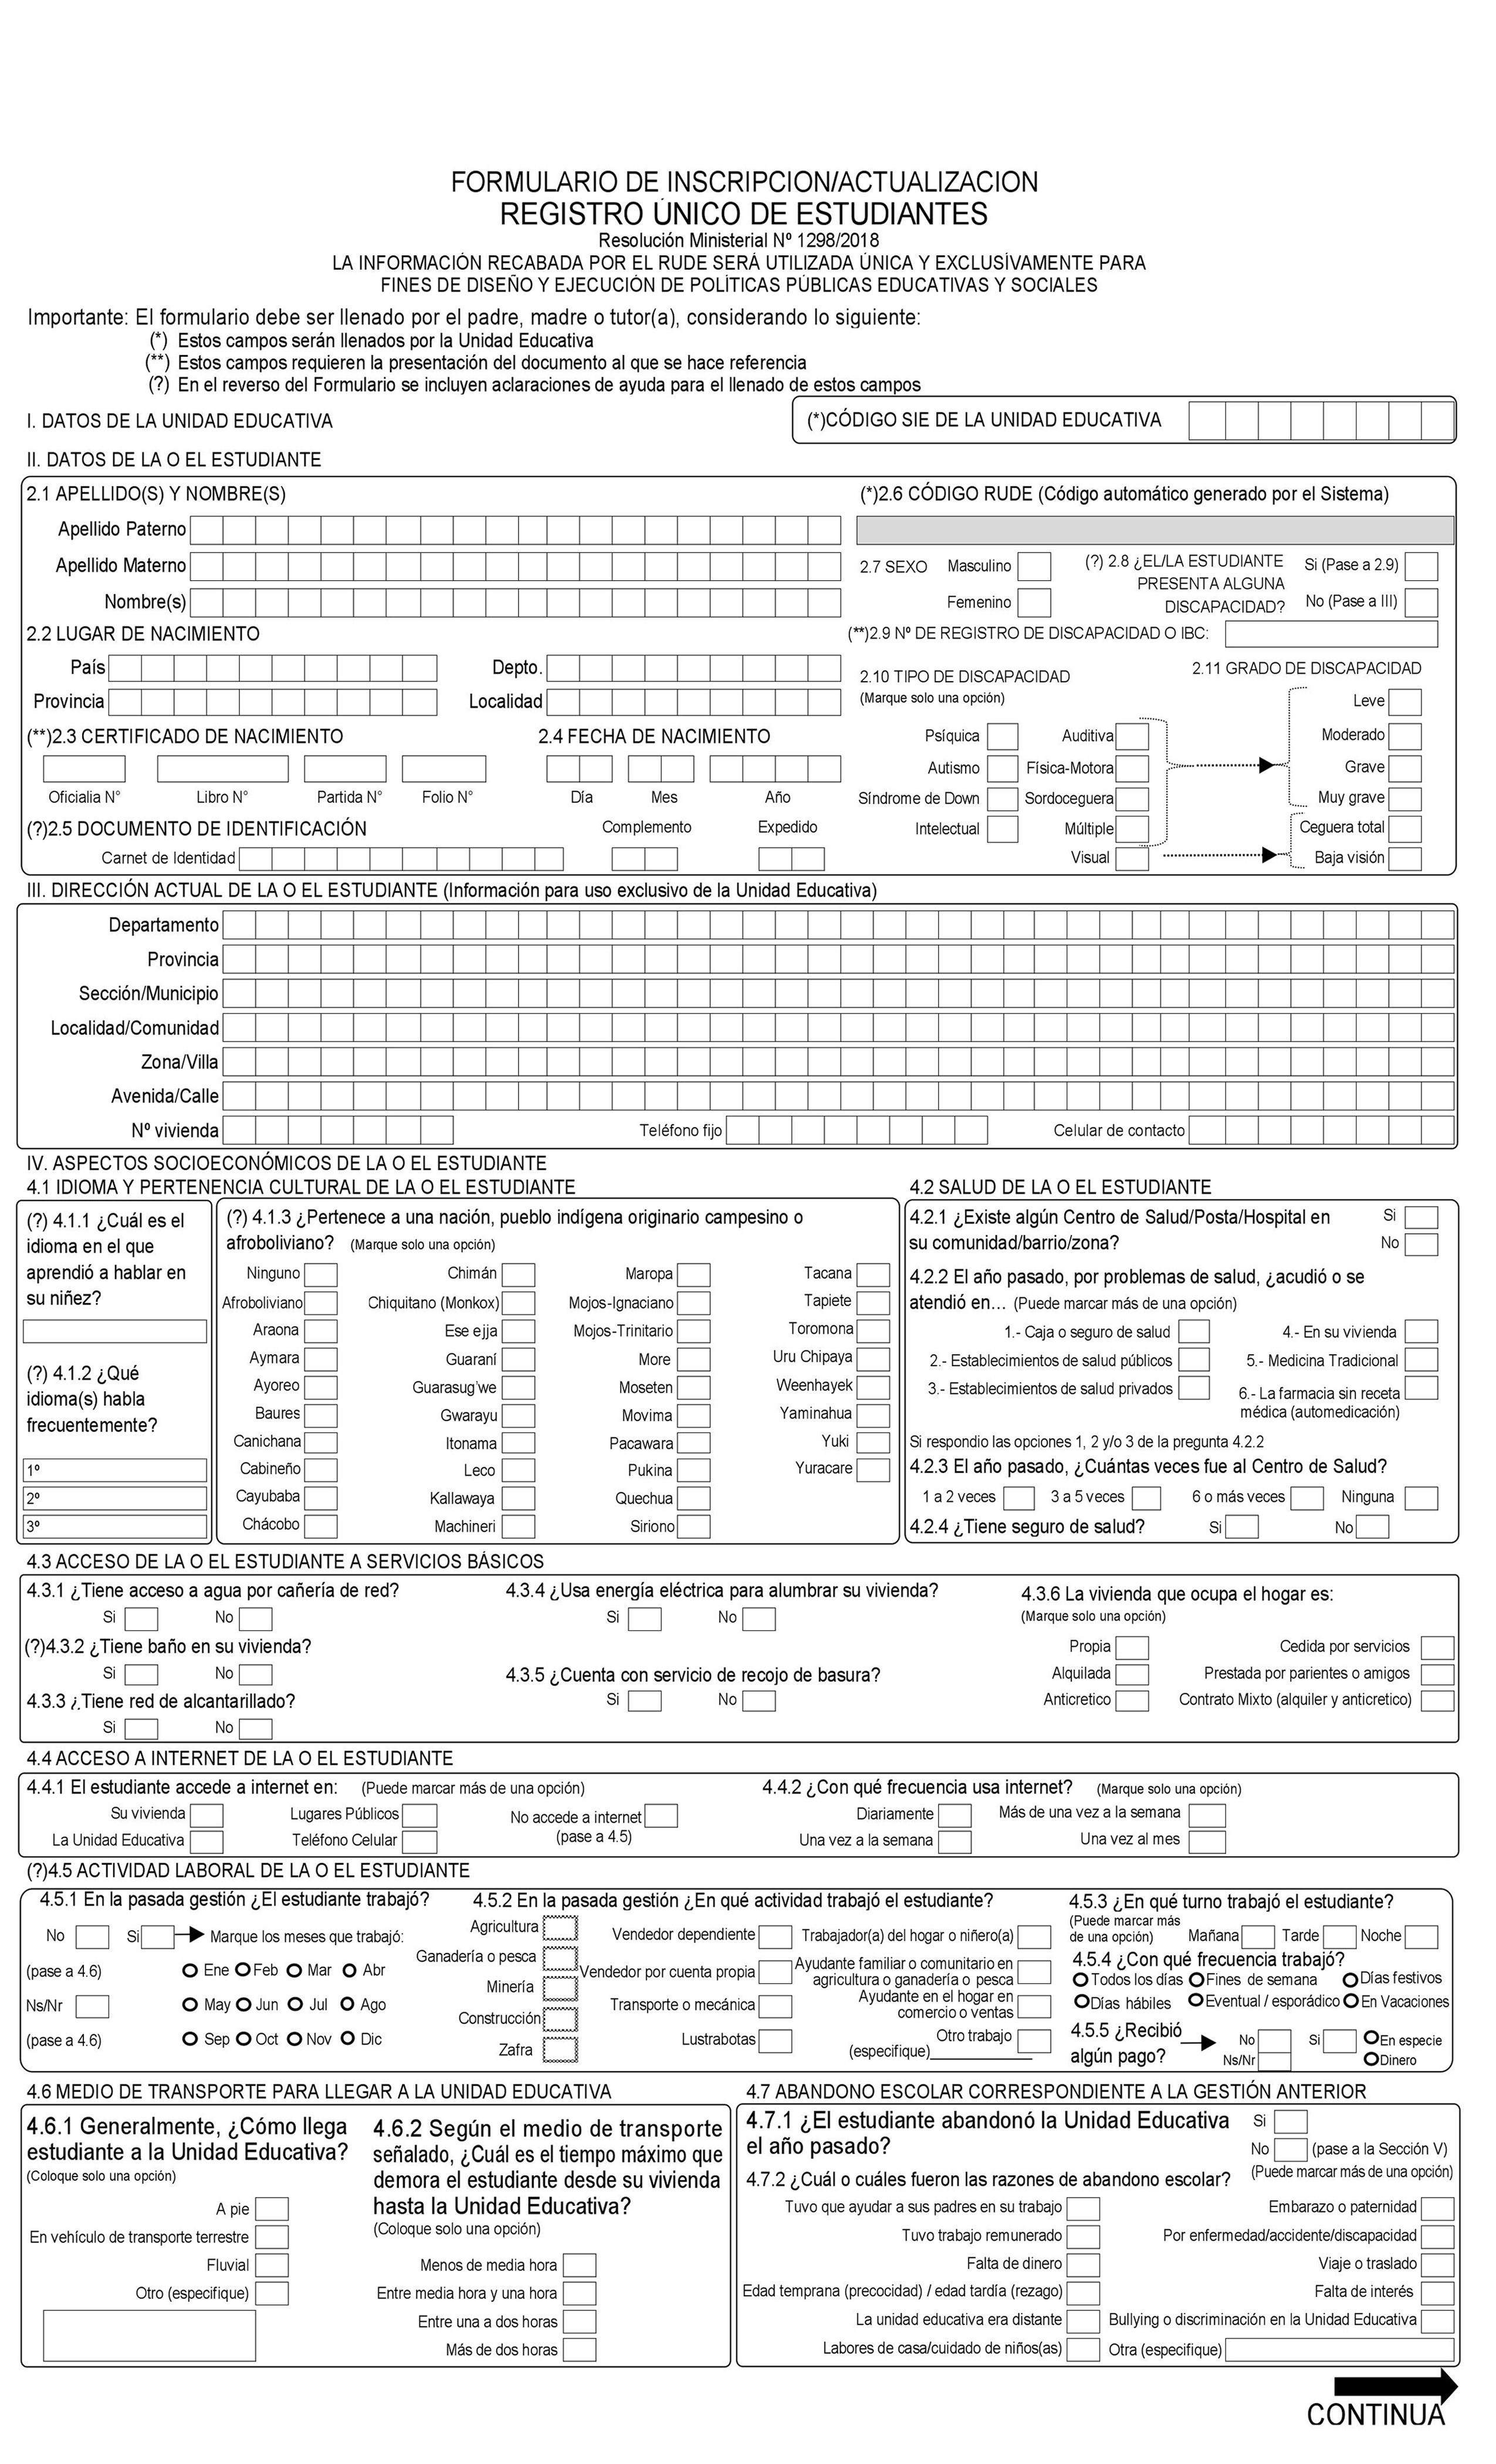 FORMULARIO DE INSCRIPCION/ACTUALIZACION
REGISTRO ÚNICO DE ESTUDIANTES
Resolución Ministerial Nº 1298/2018
LA INFORMACIÓN RECABADA POR EL RUDE SERÁ UTILIZADA ÚNICA Y EXCLUSÍVAMENTE PARA
FINES DE DISEÑO Y EJECUCIÓN DE POLÍTICAS PÚBLICAS EDUCATIVAS Y SOCIALES
Importante: El formulario debe ser llenado por el padre, madre o tutor(a), considerando lo siguiente:
(*) Estos campos serán llenados por la Unidad Educativa
(**) Estos campos requieren la presentación del documento al que se hace referencia
(?) En el reverso del Formulario se incluyen aclaraciones de ayuda para el llenado de estos campos
I. DATOS DE LA UNIDAD EDUCATIVA
(*)CÓDIGO SIE DE LA UNIDAD EDUCATIVA
II. DATOS DE LA O EL ESTUDIANTE
2.1 APELLIDO(S) Y NOMBRE(S)
Apellido Paterno
Apellido Materno
Nombre(s)
2.2 LUGAR DE NACIMIENTO
País
Depto.
Provincia
Localidad
(**)2.3 CERTIFICADO DE NACIMIENTO
Oficialia N°
Libro N°
Partida N°
Folio N°
2.4 FECHA DE NACIMIENTO
Día
Mes
Año
(?)2.5 DOCUMENTO DE IDENTIFICACIÓN
Complemento
Expedido
Carnet de Identidad
(*)2.6 CÓDIGO RUDE (Código automático generado por el Sistema)
2.7 SEXO
Masculino
Femenino
(?) 2.8 ¿EL/LA ESTUDIANTE
PRESENTA ALGUNA
DISCAPACIDAD?
Si (Pase a 2.9)
No (Pase a III)
(**)2.9 Nº DE REGISTRO DE DISCAPACIDAD O IBC:
2.10 TIPO DE DISCAPACIDAD
(Marque solo una opción)
Psíquica
Autismo
Síndrome de Down
Intelectual
Auditiva
Física-Motora
Sordoceguera
Múltiple
Visual
2.11 GRADO DE DISCAPACIDAD
Leve
Moderado
Grave
Muy grave
Ceguera total
Baja visión
III. DIRECCIÓN ACTUAL DE LA O EL ESTUDIANTE (Información para uso exclusivo de la Unidad Educativa)
Departamento
Provincia
Sección/Municipio
Localidad/Comunidad
Zona/Villa
Avenida/Calle
Nº vivienda
Teléfono fijo
Celular de contacto
IV. ASPECTOS SOCIOECONÓMICOS DE LA O EL ESTUDIANTE
4.1 IDIOMA Y PERTENENCIA CULTURAL DE LA O EL ESTUDIANTE
(?) 4.1.1 ¿Cuál es el
idioma en el que
aprendió a hablar en
su niñez?
(?) 4.1.2 ¿Qué
idioma(s) habla
frecuentemente?
1º
2º
3º
(?) 4.1.3 ¿Pertenece a una nación, pueblo indígena originario campesino o
afroboliviano? (Marque solo una opción)
Ninguno
Afroboliviano
Araona
Aymara
Ayoreo
Baures
Canichana
Cabineño
Cayubaba
Chácobo
Chimán
Chiquitano (Monkox)
Ese ejja
Guaraní
Guarasug'we
Gwarayu
Itonama
Leco
Kallawaya
Machineri
Maropa
Mojos-Ignaciano
Mojos-Trinitario
More
Moseten
Movima
Pacawara
Pukina
Quechua
Siriono
Tacana
Tapiete
Toromona
Uru Chipaya
Weenhayek
Yaminahua
Yuki
Yuracare
4.2 SALUD DE LA O EL ESTUDIANTE
4.2.1 ¿Existe algún Centro de Salud/Posta/Hospital en
su comunidad/barrio/zona?
Si
No
4.2.2 El año pasado, por problemas de salud, ¿acudió o se
atendió en... (Puede marcar más de una opción)
1.- Caja o seguro de salud
2.- Establecimientos de salud públicos
3.- Establecimientos de salud privados
4.- En su vivienda
5.- Medicina Tradicional
6.- La farmacia sin receta
médica (automedicación)
Si respondio las opciones 1, 2 y/o 3 de la pregunta 4.2.2
4.2.3 El año pasado, ¿Cuántas veces fue al Centro de Salud?
1 a 2 veces
3 a 5 veces
6 o más veces
Ninguna
4.2.4 ¿Tiene seguro de salud?
Si
No
4.3 ACCESO DE LA O EL ESTUDIANTE A SERVICIOS BÁSICOS
4.3.1 ¿Tiene acceso a agua por cañería de red?
Si
No
(?)4.3.2 ¿Tiene baño en su vivienda?
Si
No
4.3.3 ¿Tiene red de alcantarillado?
Si
No
4.3.4 ¿Usa energía eléctrica para alumbrar su vivienda?
Si
No
4.3.5 ¿Cuenta con servicio de recojo de basura?
Si
No
4.3.6 La vivienda que ocupa el hogar es:
(Marque solo una opción)
Propia
Alquilada
Anticretico
Cedida por servicios
Prestada por parientes o amigos
Contrato Mixto (alquiler y anticretico)
4.4 ACCESO A INTERNET DE LA O EL ESTUDIANTE
4.4.1 El estudiante accede a internet en: (Puede marcar más de una opción)
Su vivienda
La Unidad Educativa
Lugares Públicos
Teléfono Celular
No accede a internet
(pase a 4.5)
4.4.2 ¿Con qué frecuencia usa internet? (Marque solo una opción)
Diariamente
Una vez a la semana
Más de una vez a la semana
Una vez al mes
(?)4.5 ACTIVIDAD LABORAL DE LA O EL ESTUDIANTE
4.5.1 En la pasada gestión ¿El estudiante trabajó?
No
Si
Marque los meses que trabajó:
(pase a 4.6)
Ns/Nr
(pase a 4.6)
Ene Feb Mar Abr
May Jun Jul Ago
Sep Oct Nov Dic
4.5.2 En la pasada gestión ¿En qué actividad trabajó el estudiante?
Agricultura
Ganadería o pesca
Minería
Construcción
Zafra
Vendedor dependiente
Vendedor por cuenta propia
Transporte o mecánica
Lustrabotas
Trabajador(a) del hogar o niñero(a)
Ayudante familiar o comunitario en
agricultura o ganadería o pesca
Ayudante en el hogar en
comercio o ventas
Otro trabajo
(especifique)
4.5.3 ¿En qué turno trabajó el estudiante?
(Puede marcar más
de una opción)
Mañana
Tarde
Noche
4.5.4 ¿Con qué frecuencia trabajó?
Todos los días Fines de semana Días festivos
Días hábiles Eventual / esporádico En Vacaciones
4.5.5 ¿Recibió
algún pago?
No
Ns/Nr
Si
En especie
Dinero
4.6 MEDIO DE TRANSPORTE PARA LLEGAR A LA UNIDAD EDUCATIVA
4.6.1 Generalmente, ¿Cómo llega
estudiante a la Unidad Educativa?
(Coloque solo una opción)
A pie
En vehículo de transporte terrestre
Fluvial
Otro (especifique)
4.6.2 Según el medio de transporte
señalado, ¿Cuál es el tiempo máximo que
demora el estudiante desde su vivienda
hasta la Unidad Educativa?
(Coloque solo una opción)
Menos de media hora
Entre media hora y una hora
Entre una a dos horas
Más de dos horas
4.7 ABANDONO ESCOLAR CORRESPONDIENTE A LA GESTIÓN ANTERIOR
4.7.1 ¿El estudiante abandonó la Unidad Educativa
el año pasado?
Si
No
(pase a la Sección V)
4.7.2 ¿Cuál o cuáles fueron las razones de abandono escolar?
(Puede marcar más de una opción)
Tuvo que ayudar a sus padres en su trabajo
Tuvo trabajo remunerado
Falta de dinero
Edad temprana (precocidad) / edad tardía (rezago)
La unidad educativa era distante
Labores de casa/cuidado de niños(as)
Embarazo o paternidad
Por enfermedad/accidente/discapacidad
Viaje o traslado
Falta de interés
Bullying o discriminación en la Unidad Educativa
Otra (especifique)
CONTINUA